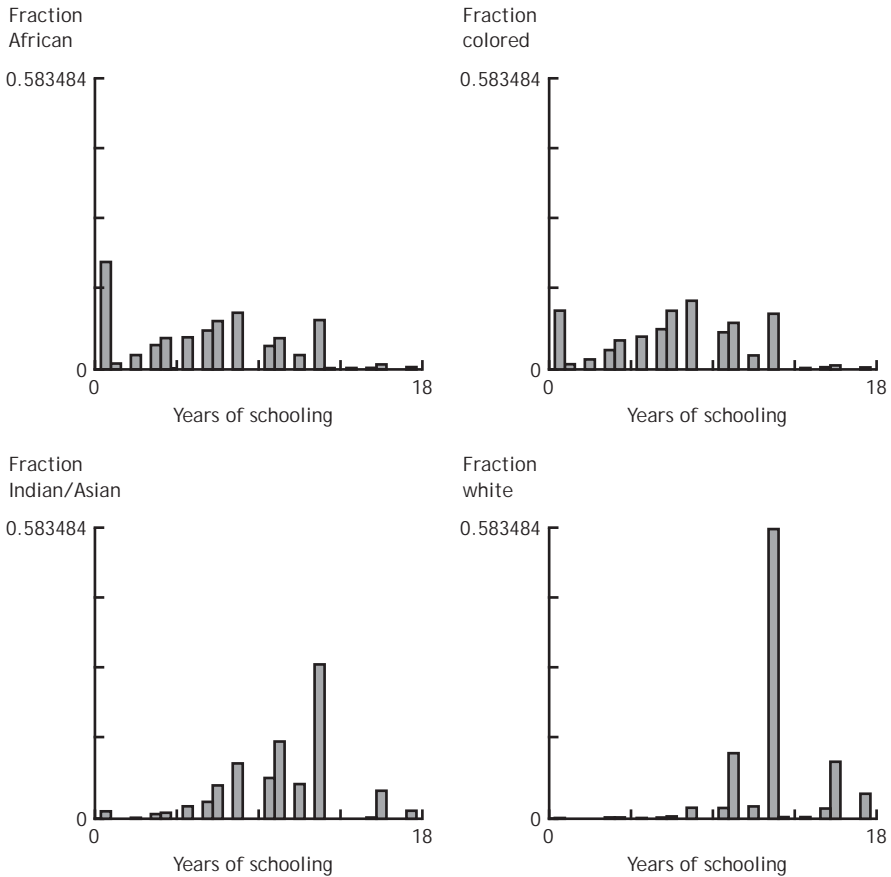 Fraction
African
0.583484
0
0
18
Years of schooling
Fraction
colored
0.583484
0
0
18
Years of schooling
Fraction
Indian/Asian
0.583484
0
0
18
Years of schooling
Fraction
white
0.583484
0
0
18
Years of schooling